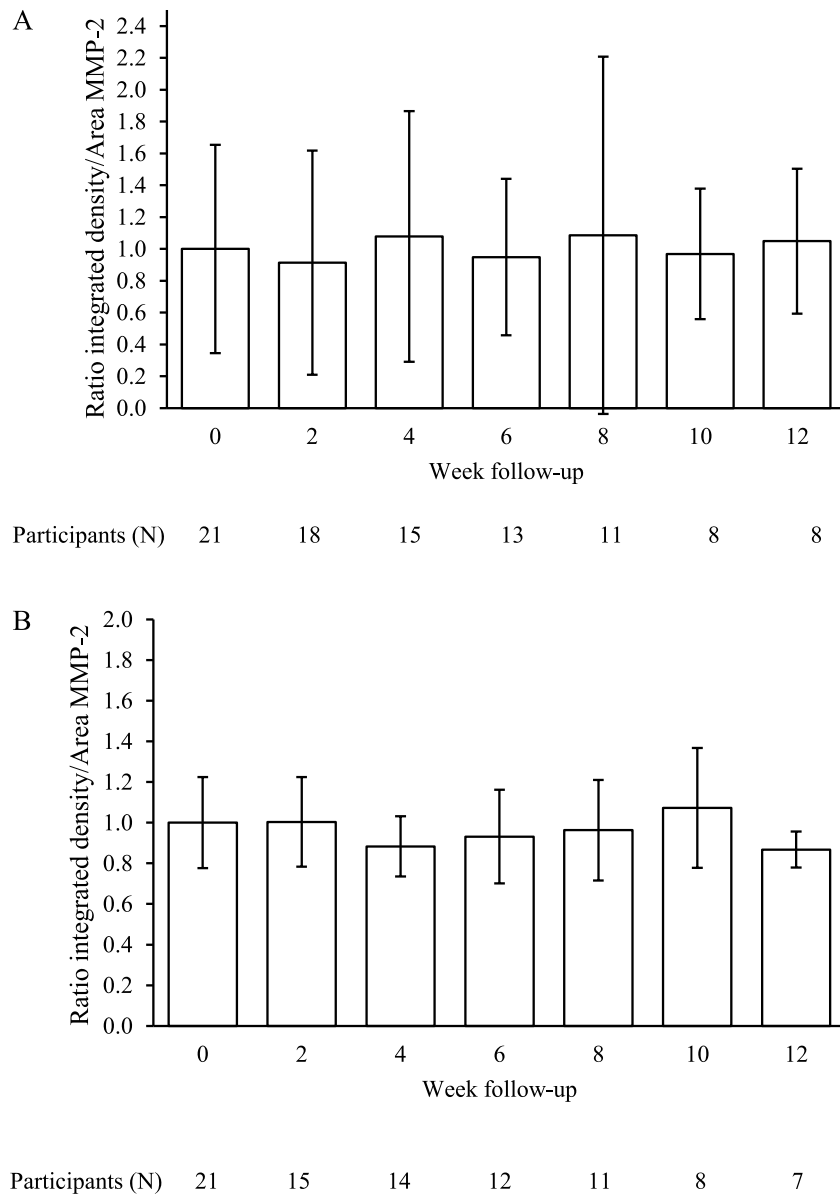 A
Ratio integrated density/Area MMP-2
2.4
2.2
2.0
1.8
1.6
1.4
1.2
1.0
0.8
0.6
0.4
0.2
0.0
0 2 4 6 8 10 12
Week follow-up
Participants (N) 21 18 15 13 11 8 8
B
Ratio integrated density/Area MMP-2
2.0
1.8
1.6
1.4
1.2
1.0
0.8
0.6
0.4
0.2
0.0
0 2 4 6 8 10 12
Week follow-up
Participants (N) 21 15 14 12 11 8 7